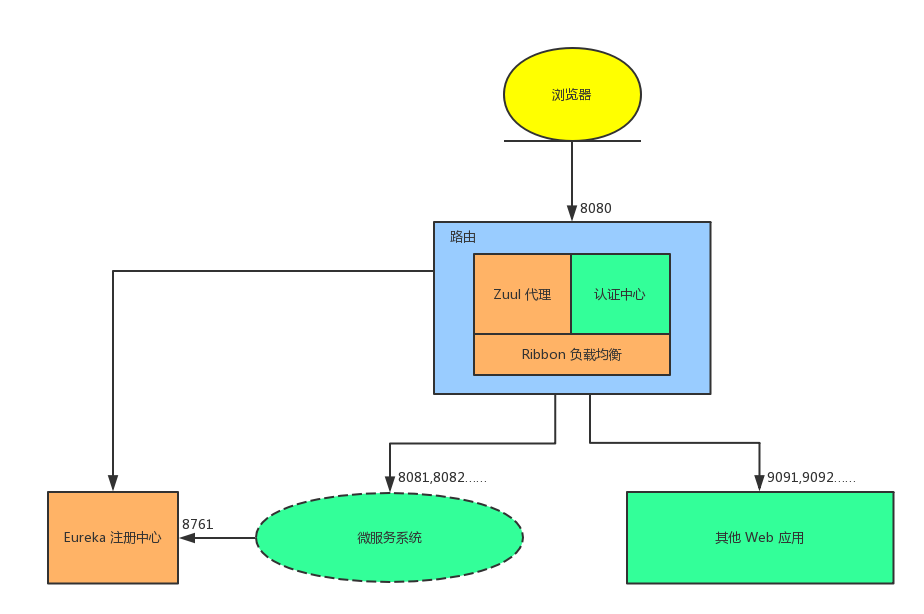 浏览器
8080
路由
Zuul 代理
认证中心
Ribbon 负载均衡
8081,8082......
9091,9092......
8761
Eureka 注册中心
微服务系统
其他 Web 应用